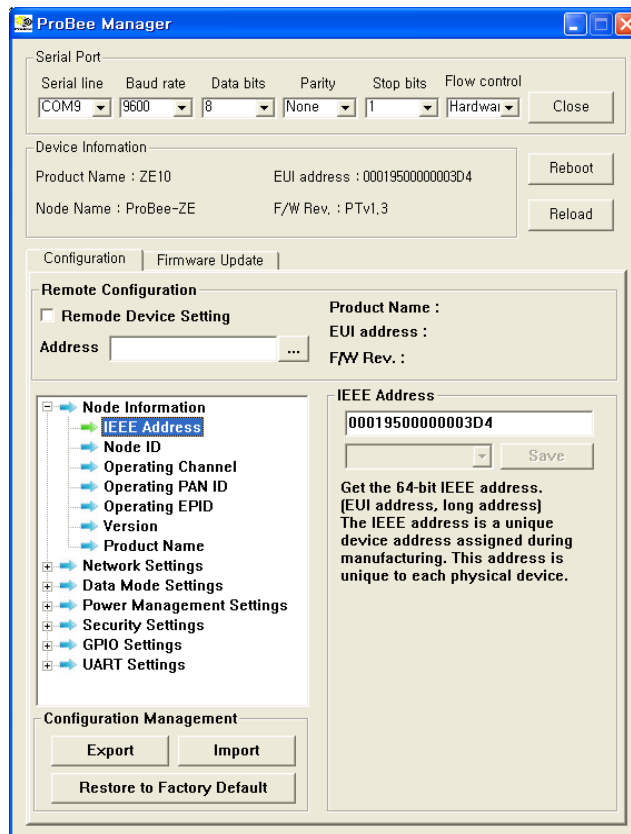 ProBee Manager
Serial Port
Serial line Baud rate Data bits Parity Stop bits Flow control
COM9 9600 8 None 1 Hardwar Close
Device Infomation
Product Name : ZE10 EUI address : 00019500000003D4
Node Name : ProBee-ZE F/W Rev. : PTv1.3
Reboot
Reload
Configuration Firmware Update
Remote Configuration
Remode Device Setting
Address ...
Product Name :
EUI address :
F/W Rev. :
Node Information
IEEE Address
Node ID
Operating Channel
Operating PAN ID
Operating EPID
Version
Product Name
Network Settings
Data Mode Settings
Power Management Settings
Security Settings
GPIO Settings
UART Settings
IEEE Address
00019500000003D4
Save
Get the 64-bit IEEE address.
(EUI address, long address)
The IEEE address is a unique
device address assigned during
manufacturing. This address is
unique to each physical device.
Configuration Management
Export Import
Restore to Factory Default